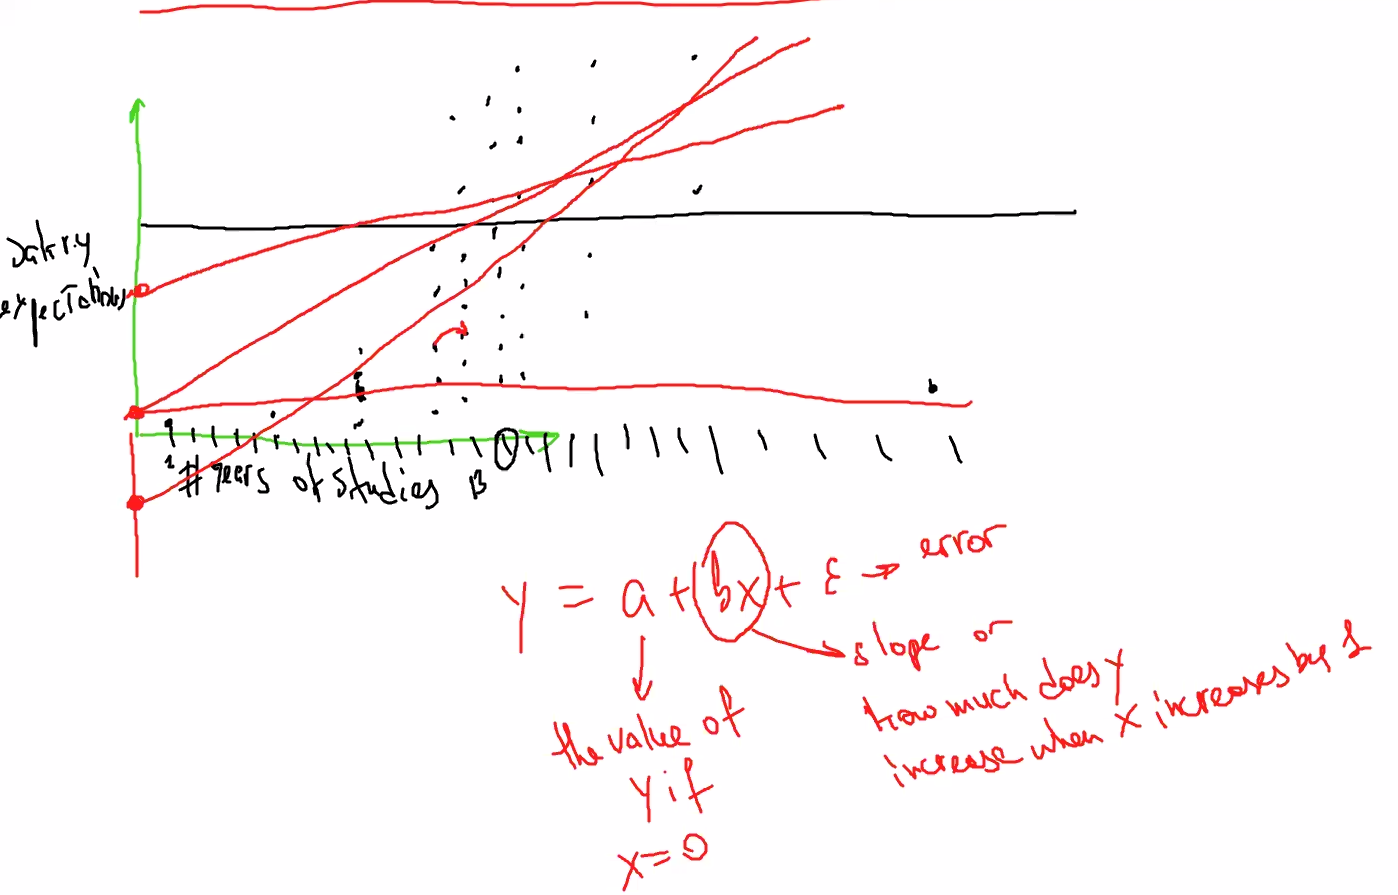 Salary
expectations
1
# years of studies 13
y = a + bx + ε → error
slope or
how much does y
increase when x increases by 1
the value of
y if
x = 0